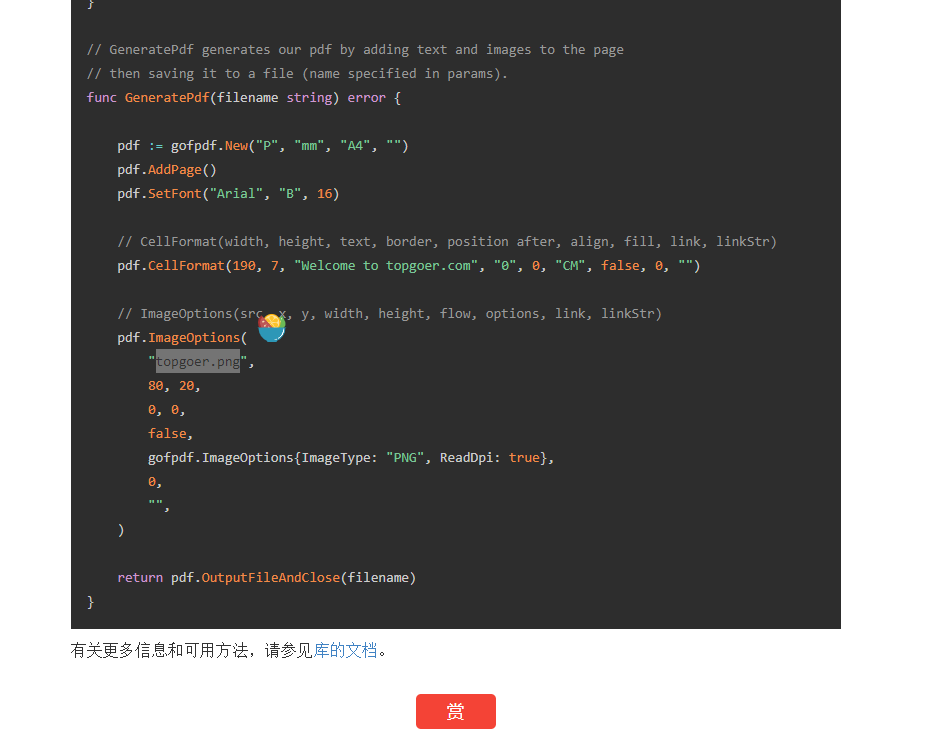 }
// GeneratePdf generates our pdf by adding text and images to the page
// then saving it to a file (name specified in params).
func GeneratePdf(filename string) error {
pdf := gofpdf.New("P", "mm", "A4", "")
pdf.AddPage()
pdf.SetFont("Arial", "B", 16)
// CellFormat(width, height, text, border, position after, align, fill, link, linkStr)
pdf.CellFormat(190, 7, "Welcome to topgoer.com", "0", 0, "CM", false, 0, "")
// ImageOptions(src, x, y, width, height, flow, options, link, linkStr)
pdf.ImageOptions(
"topgoer.png",
80, 20,
0, 0,
false,
gofpdf.ImageOptions{ImageType: "PNG", ReadDpi: true},
0,
"",
)
return pdf.OutputFileAndClose(filename)
}
有关更多信息和可用方法，请参见库的文档。
赏